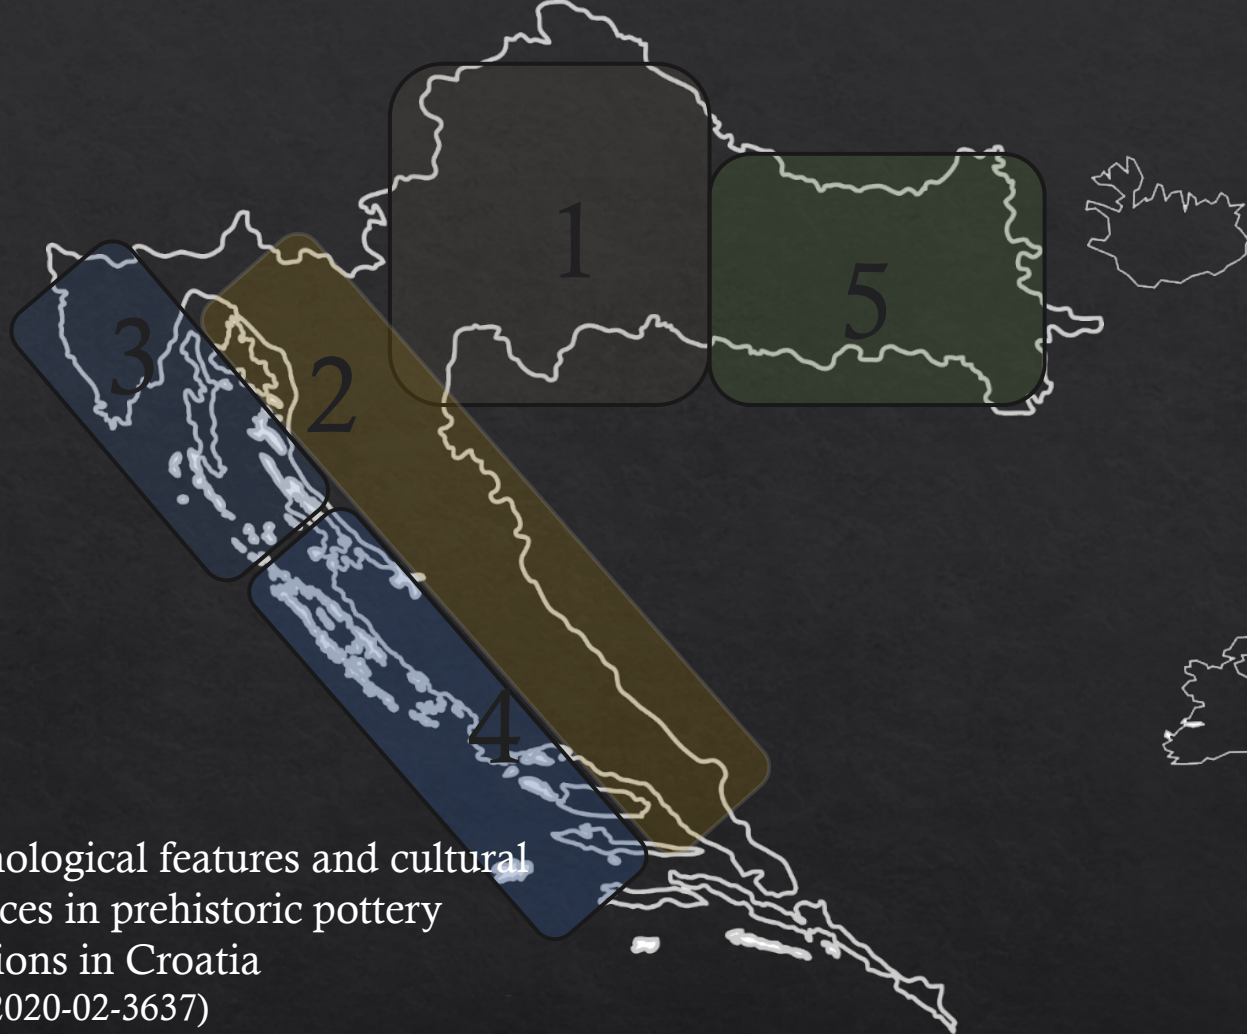 1
5
3
2
4
nological features and cultural
ces in prehistoric pottery
ions in Croatia
2020-02-3637)